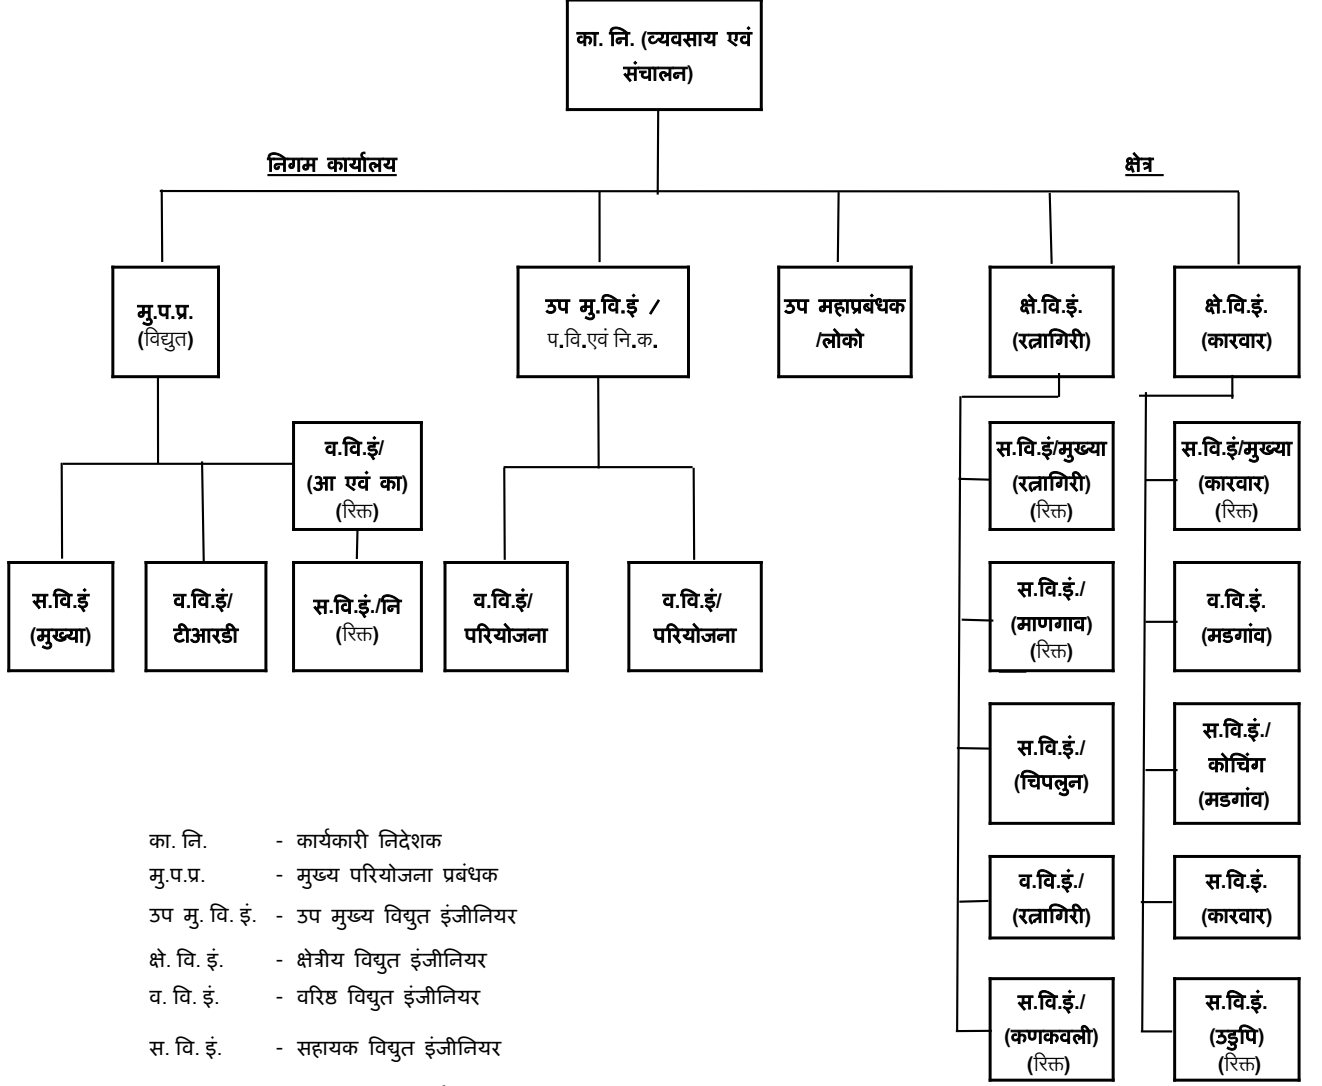 का. नि. (व्यवसाय एवं
संचालन)
निगम कार्यालय
क्षेत्र
मु.प.प्र.
(विद्युत)
उप मु.वि.इं /
प.वि.एवं नि.क.
उप महाप्रबंधक
/लोको
क्षे.वि.इं.
(रत्नागिरी)
क्षे.वि.इं.
(कारवार)
व.वि.इं/
(आ एवं का)
(रिक्त)
स.वि.इं/मुख्या
(रत्नागिरी)
(रिक्त)
स.वि.इं/मुख्या
(कारवार)
(रिक्त)
स.वि.इं
(मुख्या)
व.वि.इं/
टीआरडी
स.वि.इं./नि
(रिक्त)
व.वि.इं/
परियोजना
व.वि.इं/
परियोजना
स.वि.इं./
(माणगाव)
(रिक्त)
व.वि.इं.
(मडगांव)
स.वि.इं./
(चिपलुन)
स.वि.इं./
कोचिंग
(मडगांव)
व.वि.इं./
(रत्नागिरी)
स.वि.इं.
(कारवार)
स.वि.इं./
(कणकवली)
(रिक्त)
स.वि.इं.
(उडुपि)
(रिक्त)
का. नि. - कार्यकारी निदेशक
मु.प.प्र. - मुख्य परियोजना प्रबंधक
उप मु. वि. इं. - उप मुख्य विद्युत इंजीनियर
क्षे. वि. इं. - क्षेत्रीय विद्युत इंजीनियर
व. वि. इं. - वरिष्ठ विद्युत इंजीनियर
स. वि. इं. - सहायक विद्युत इंजीनियर